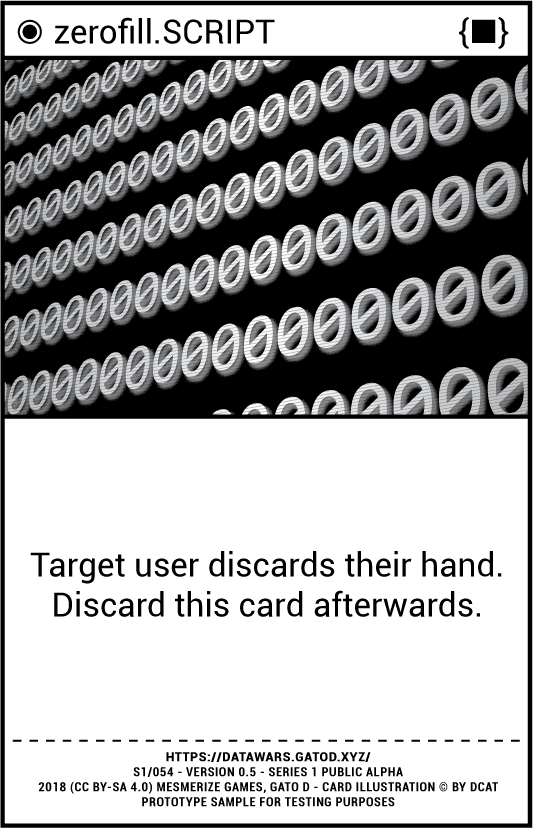 zerofill.SCRIPT {■}
Target user discards their hand.
Discard this card afterwards.
HTTPS://DATAWARS.GATOD.XYZ/
S1/054 - VERSION 0.5 - SERIES 1 PUBLIC ALPHA
2018 (CC BY-SA 4.0) MESMERIZE GAMES, GATO D - CARD ILLUSTRATION © BY DCAT
PROTOTYPE SAMPLE FOR TESTING PURPOSES